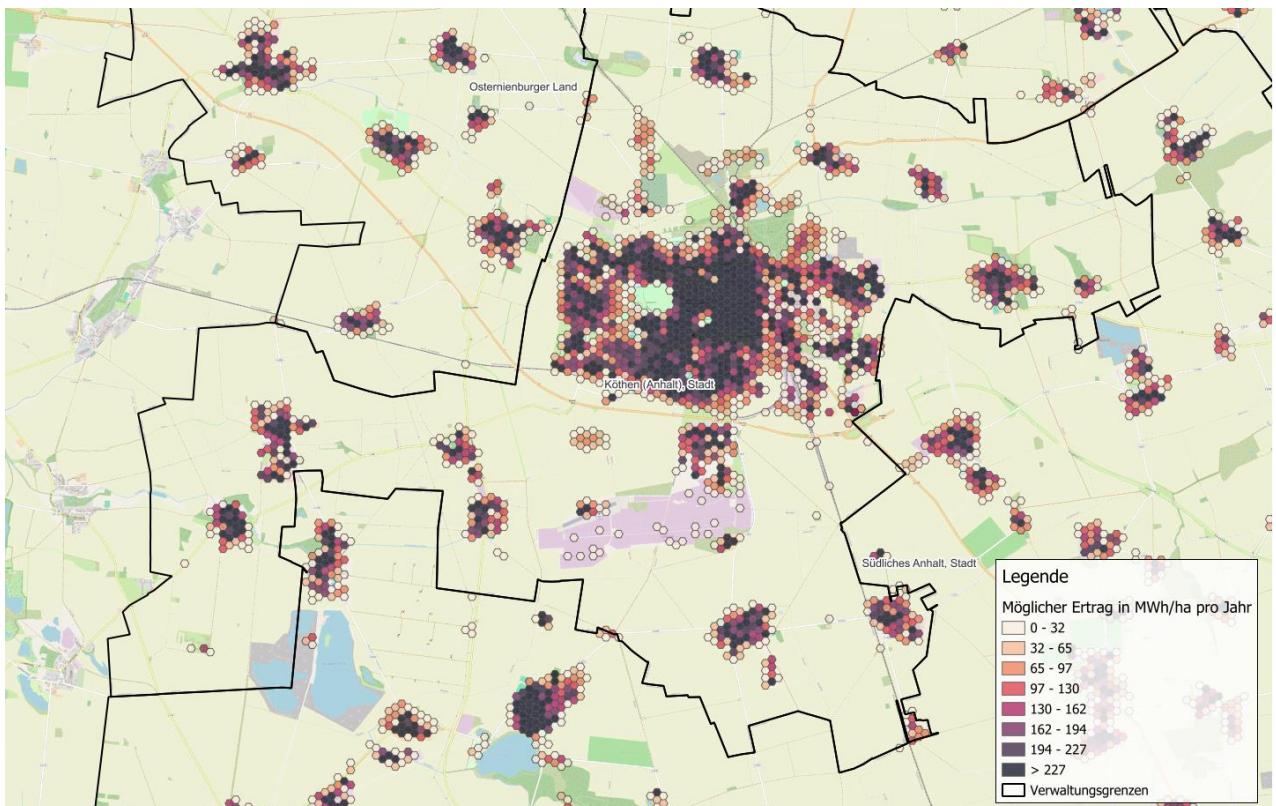 Osternienburger Land
Köthen (Anhalt), Stadt
Südliches Anhalt, Stadt
Legende
Möglicher Ertrag in MWh/ha pro Jahr
0 - 32
32 - 65
65 - 97
97 - 130
130 - 162
162 - 194
194 - 227
> 227
Verwaltungsgrenzen